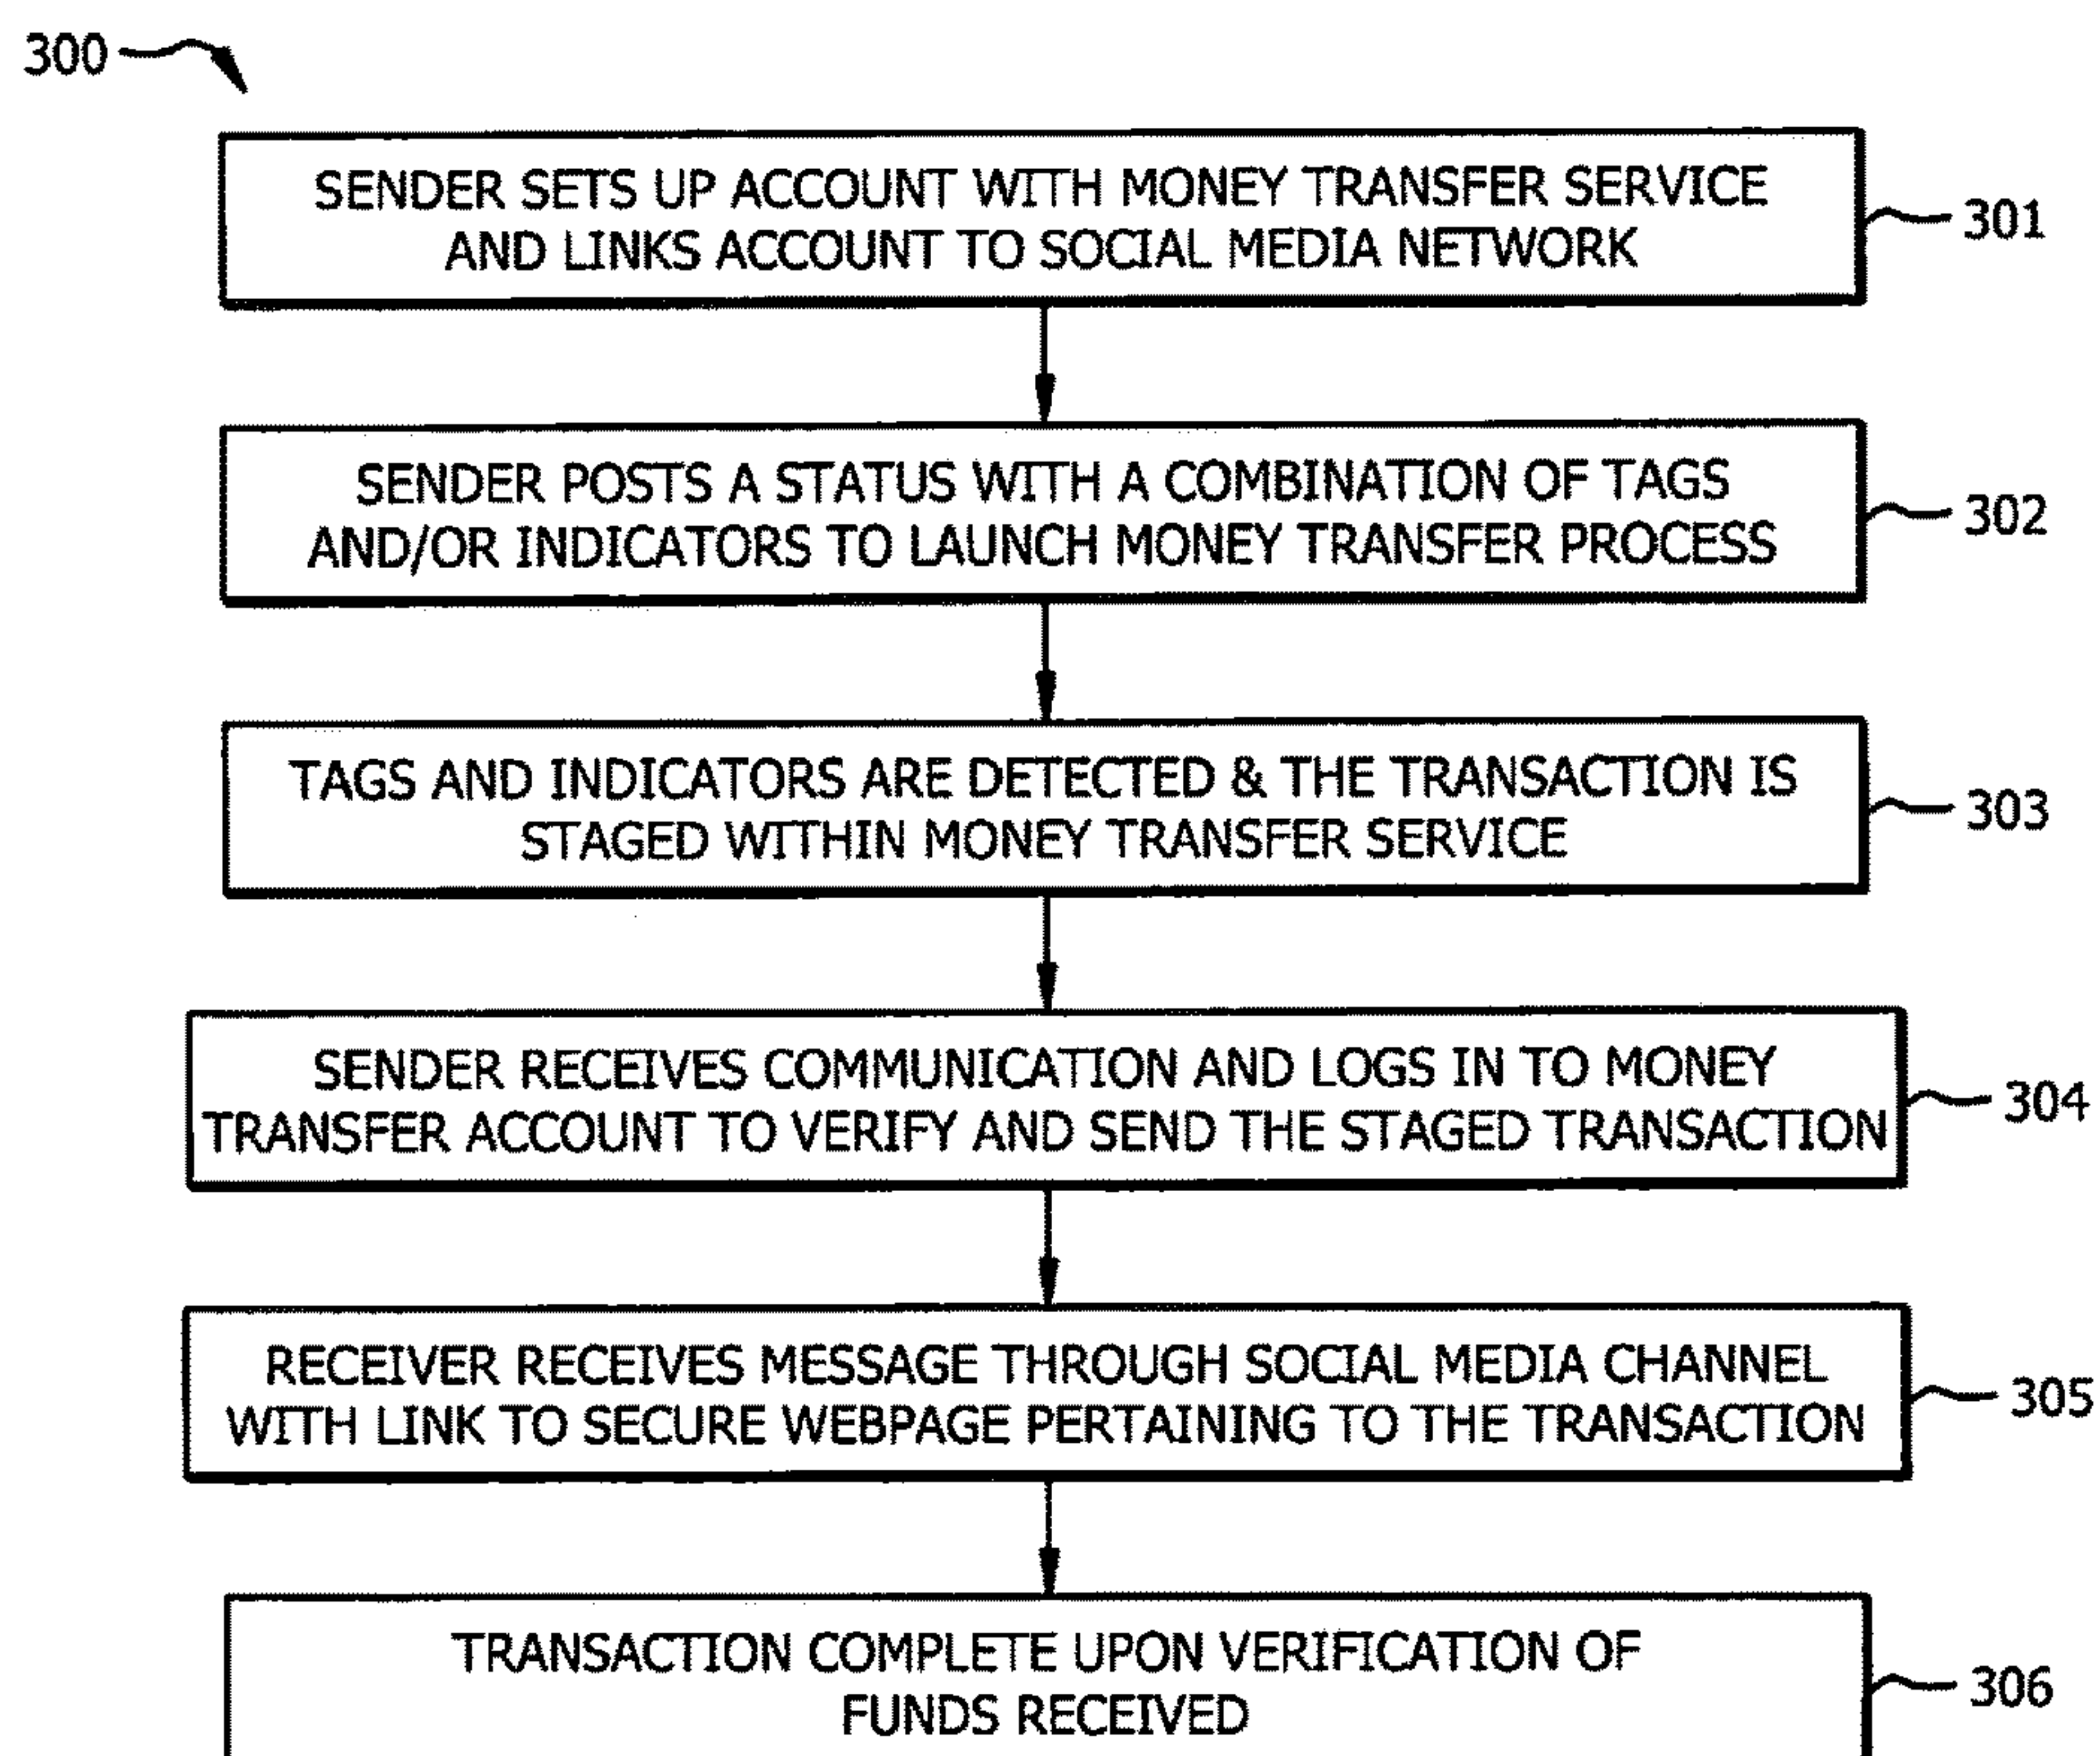 300
SENDER SETS UP ACCOUNT WITH MONEY TRANSFER SERVICE
AND LINKS ACCOUNT TO SOCIAL MEDIA NETWORK
301
SENDER POSTS A STATUS WITH A COMBINATION OF TAGS
AND/OR INDICATORS TO LAUNCH MONEY TRANSFER PROCESS
302
TAGS AND INDICATORS ARE DETECTED & THE TRANSACTION IS
STAGED WITHIN MONEY TRANSFER SERVICE
303
SENDER RECEIVES COMMUNICATION AND LOGS IN TO MONEY
TRANSFER ACCOUNT TO VERIFY AND SEND THE STAGED TRANSACTION
304
RECEIVER RECEIVES MESSAGE THROUGH SOCIAL MEDIA CHANNEL
WITH LINK TO SECURE WEBPAGE PERTAINING TO THE TRANSACTION
305
TRANSACTION COMPLETE UPON VERIFICATION OF
FUNDS RECEIVED
306